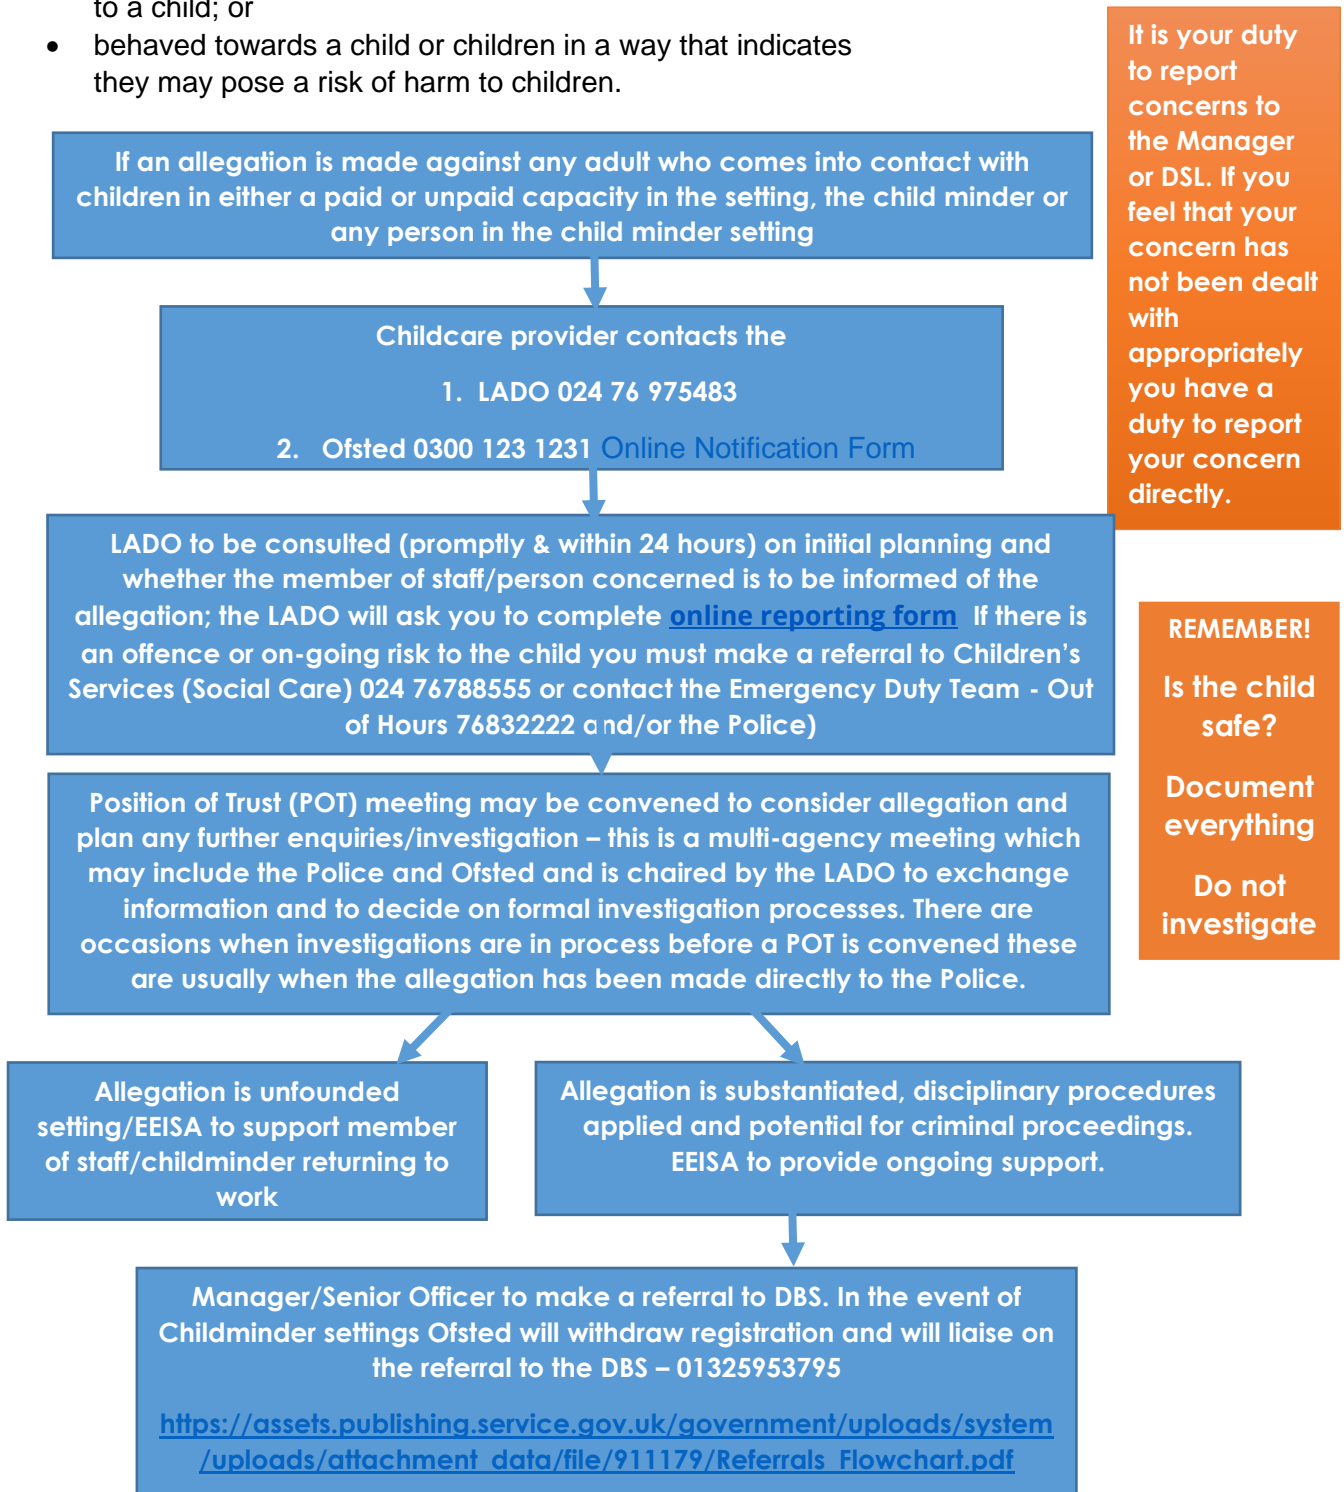 to a child; or
• behaved towards a child or children in a way that indicates
they may pose a risk of harm to children.
It is your duty
to report
concerns to
the Manager
or DSL. If you
feel that your
concern has
not been dealt
with
appropriately
you have a
duty to report
your concern
directly.
If an allegation is made against any adult who comes into contact with
children in either a paid or unpaid capacity in the setting, the child minder or
any person in the child minder setting
Childcare provider contacts the
1. LADO 024 76 975483
2. Ofsted 0300 123 1231 Online Notification Form
LADO to be consulted (promptly & within 24 hours) on initial planning and
whether the member of staff/person concerned is to be informed of the
allegation; the LADO will ask you to complete online reporting form If there is
an offence or on-going risk to the child you must make a referral to Children’s
Services (Social Care) 024 76788555 or contact the Emergency Duty Team - Out
of Hours 76832222 and/or the Police)
REMEMBER!
Is the child
safe?
Document
everything
Do not
investigate
Position of Trust (POT) meeting may be convened to consider allegation and
plan any further enquiries/investigation – this is a multi-agency meeting which
may include the Police and Ofsted and is chaired by the LADO to exchange
information and to decide on formal investigation processes. There are
occasions when investigations are in process before a POT is convened these
are usually when the allegation has been made directly to the Police.
Allegation is unfounded
setting/EEISA to support member
of staff/childminder returning to
work
Allegation is substantiated, disciplinary procedures
applied and potential for criminal proceedings.
EEISA to provide ongoing support.
Manager/Senior Officer to make a referral to DBS. In the event of
Childminder settings Ofsted will withdraw registration and will liaise on
the referral to the DBS – 01325953795
https://assets.publishing.service.gov.uk/government/uploads/system
/uploads/attachment_data/file/911179/Referrals_Flowchart.pdf